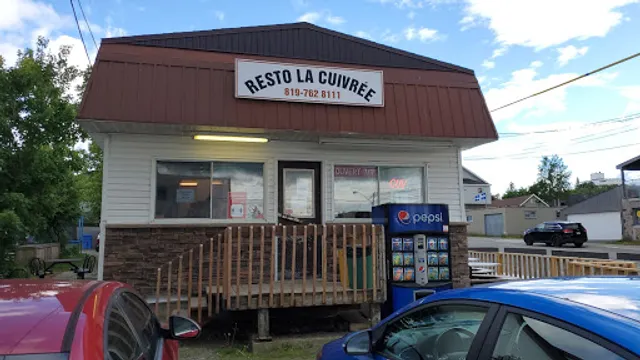 RESTO LA CUIVRÉE
819-762 8111
pepsi